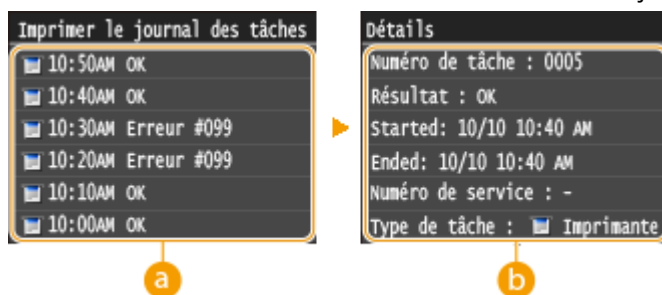 Imprimer le journal des tâches
10:50AM OK
10:40AM OK
10:30AM Erreur #099
10:20AM Erreur #099
10:10AM OK
10:00AM OK
a
Détails
Numéro de tâche : 0005
Résultat : OK
Started: 10/10 10:40 AM
Ended: 10/10 10:40 AM
Numéro de service : -
Type de tâche : Imprimante
b